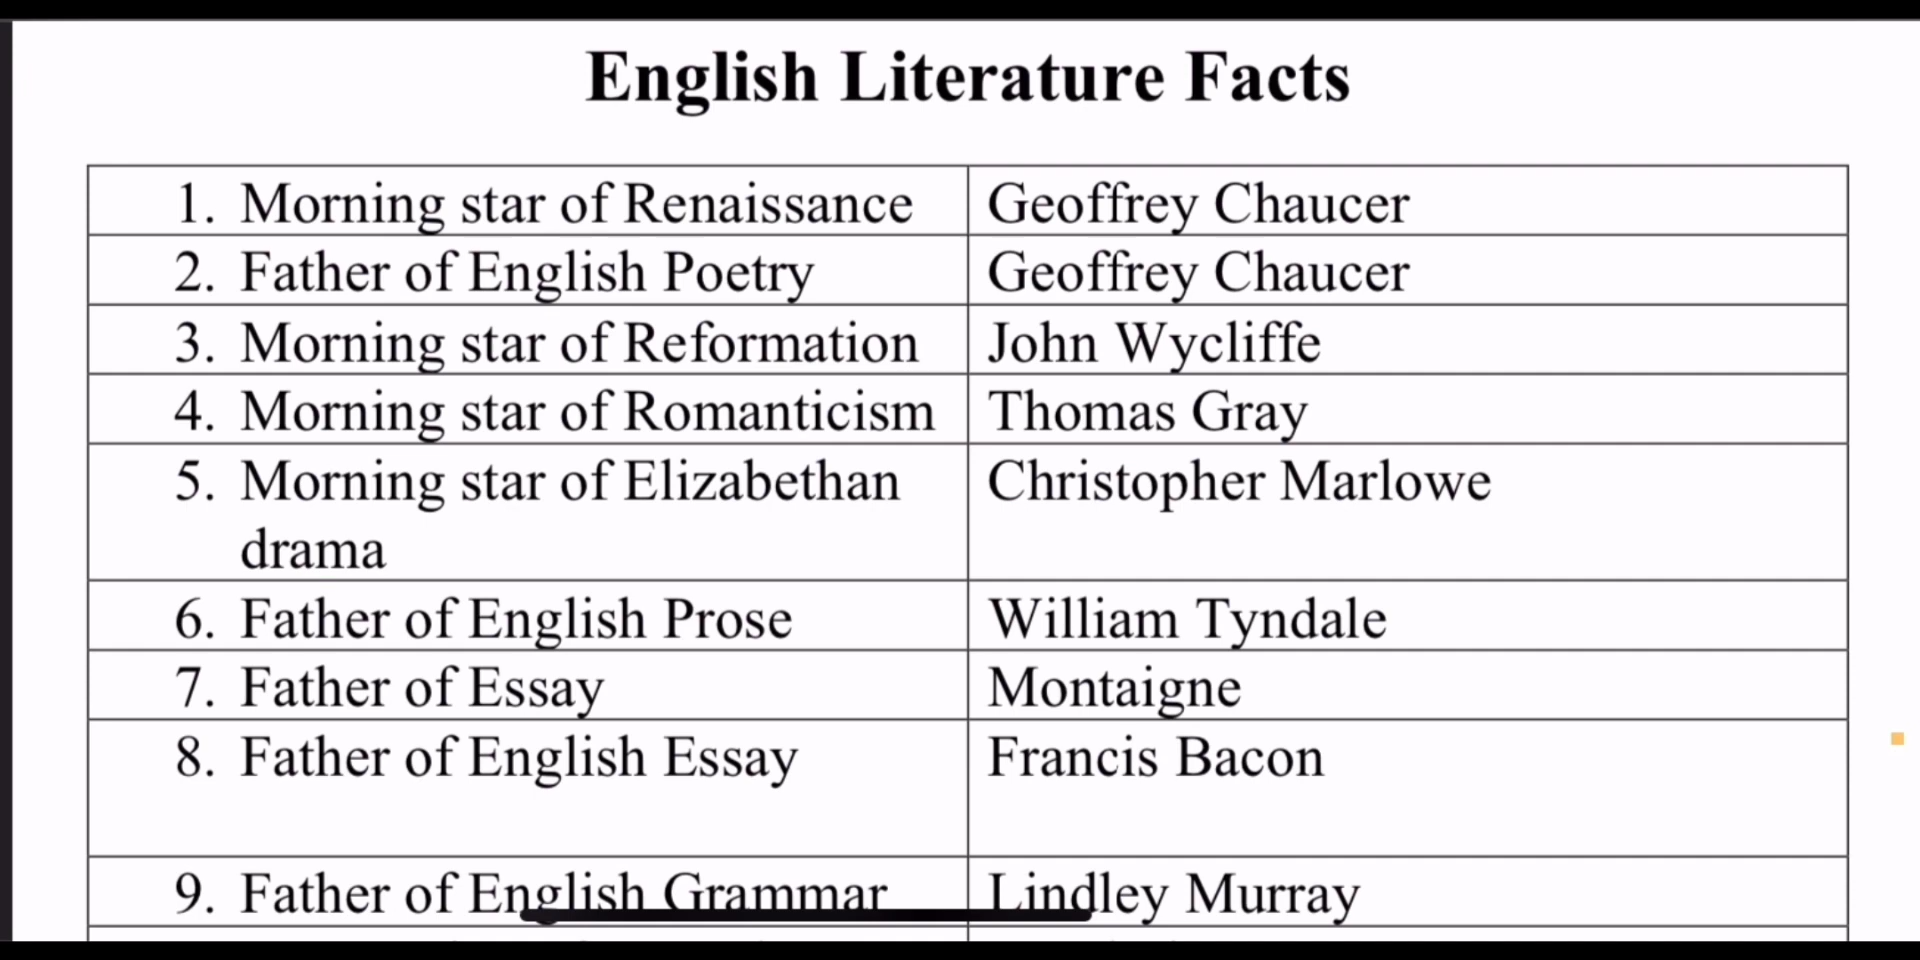 English Literature Facts
1. Morning star of Renaissance Geoffrey Chaucer
2. Father of English Poetry Geoffrey Chaucer
3. Morning star of Reformation John Wycliffe
4. Morning star of Romanticism Thomas Gray
5. Morning star of Elizabethan Christopher Marlowe
drama
6. Father of English Prose William Tyndale
7. Father of Essay Montaigne
8. Father of English Essay Francis Bacon
9. Father of English Grammar Lindley Murray